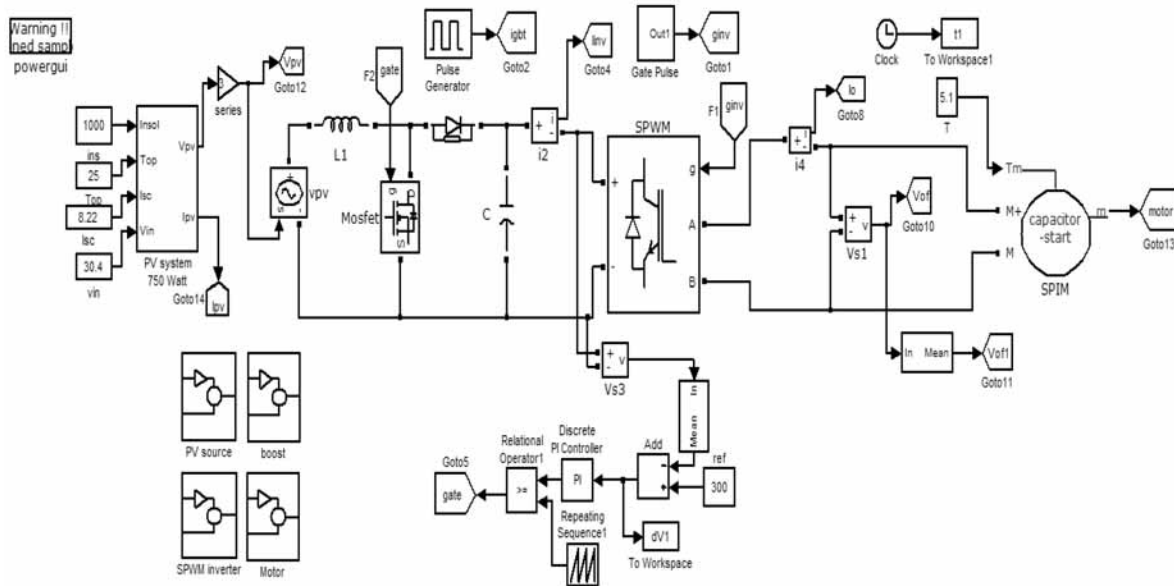 Warning !!
ned samp
powergui
1000
ins
25
Top
8.22
Isc
30.4
vin
Insol
Top
Isc
Vin
Vpv
Ipv
PV system
750 Watt
3
series
Vpv
Goto12
Goto14
Ipv
s
+
-
vpv
L1
F2
gate
Mosfet
g
D
S
Pulse
Generator
igbt
Goto2
C
+
-
i
i2
Iinv
Goto4
Out1
Gate Pulse
ginv
Goto1
F1
ginv
SPWM
+
-
g
A
B
+
-
i
i4
Io
Goto8
Clock
t1
To Workspace1
5.1
T
Tm
M+
M
m
capacitor
-start
SPIM
motor
Goto13
+
-
v
Vs1
Vof
Goto10
In
Mean
Vof1
Goto11
+
-
v
Vs3
In
Mean
Add
-
+
ref
300
Discrete
PI Controller
PI
Relational
Operator1
>=
Goto5
gate
Repeating
Sequence1
dV1
To Workspace
PV source
boost
SPWM inverter
Motor